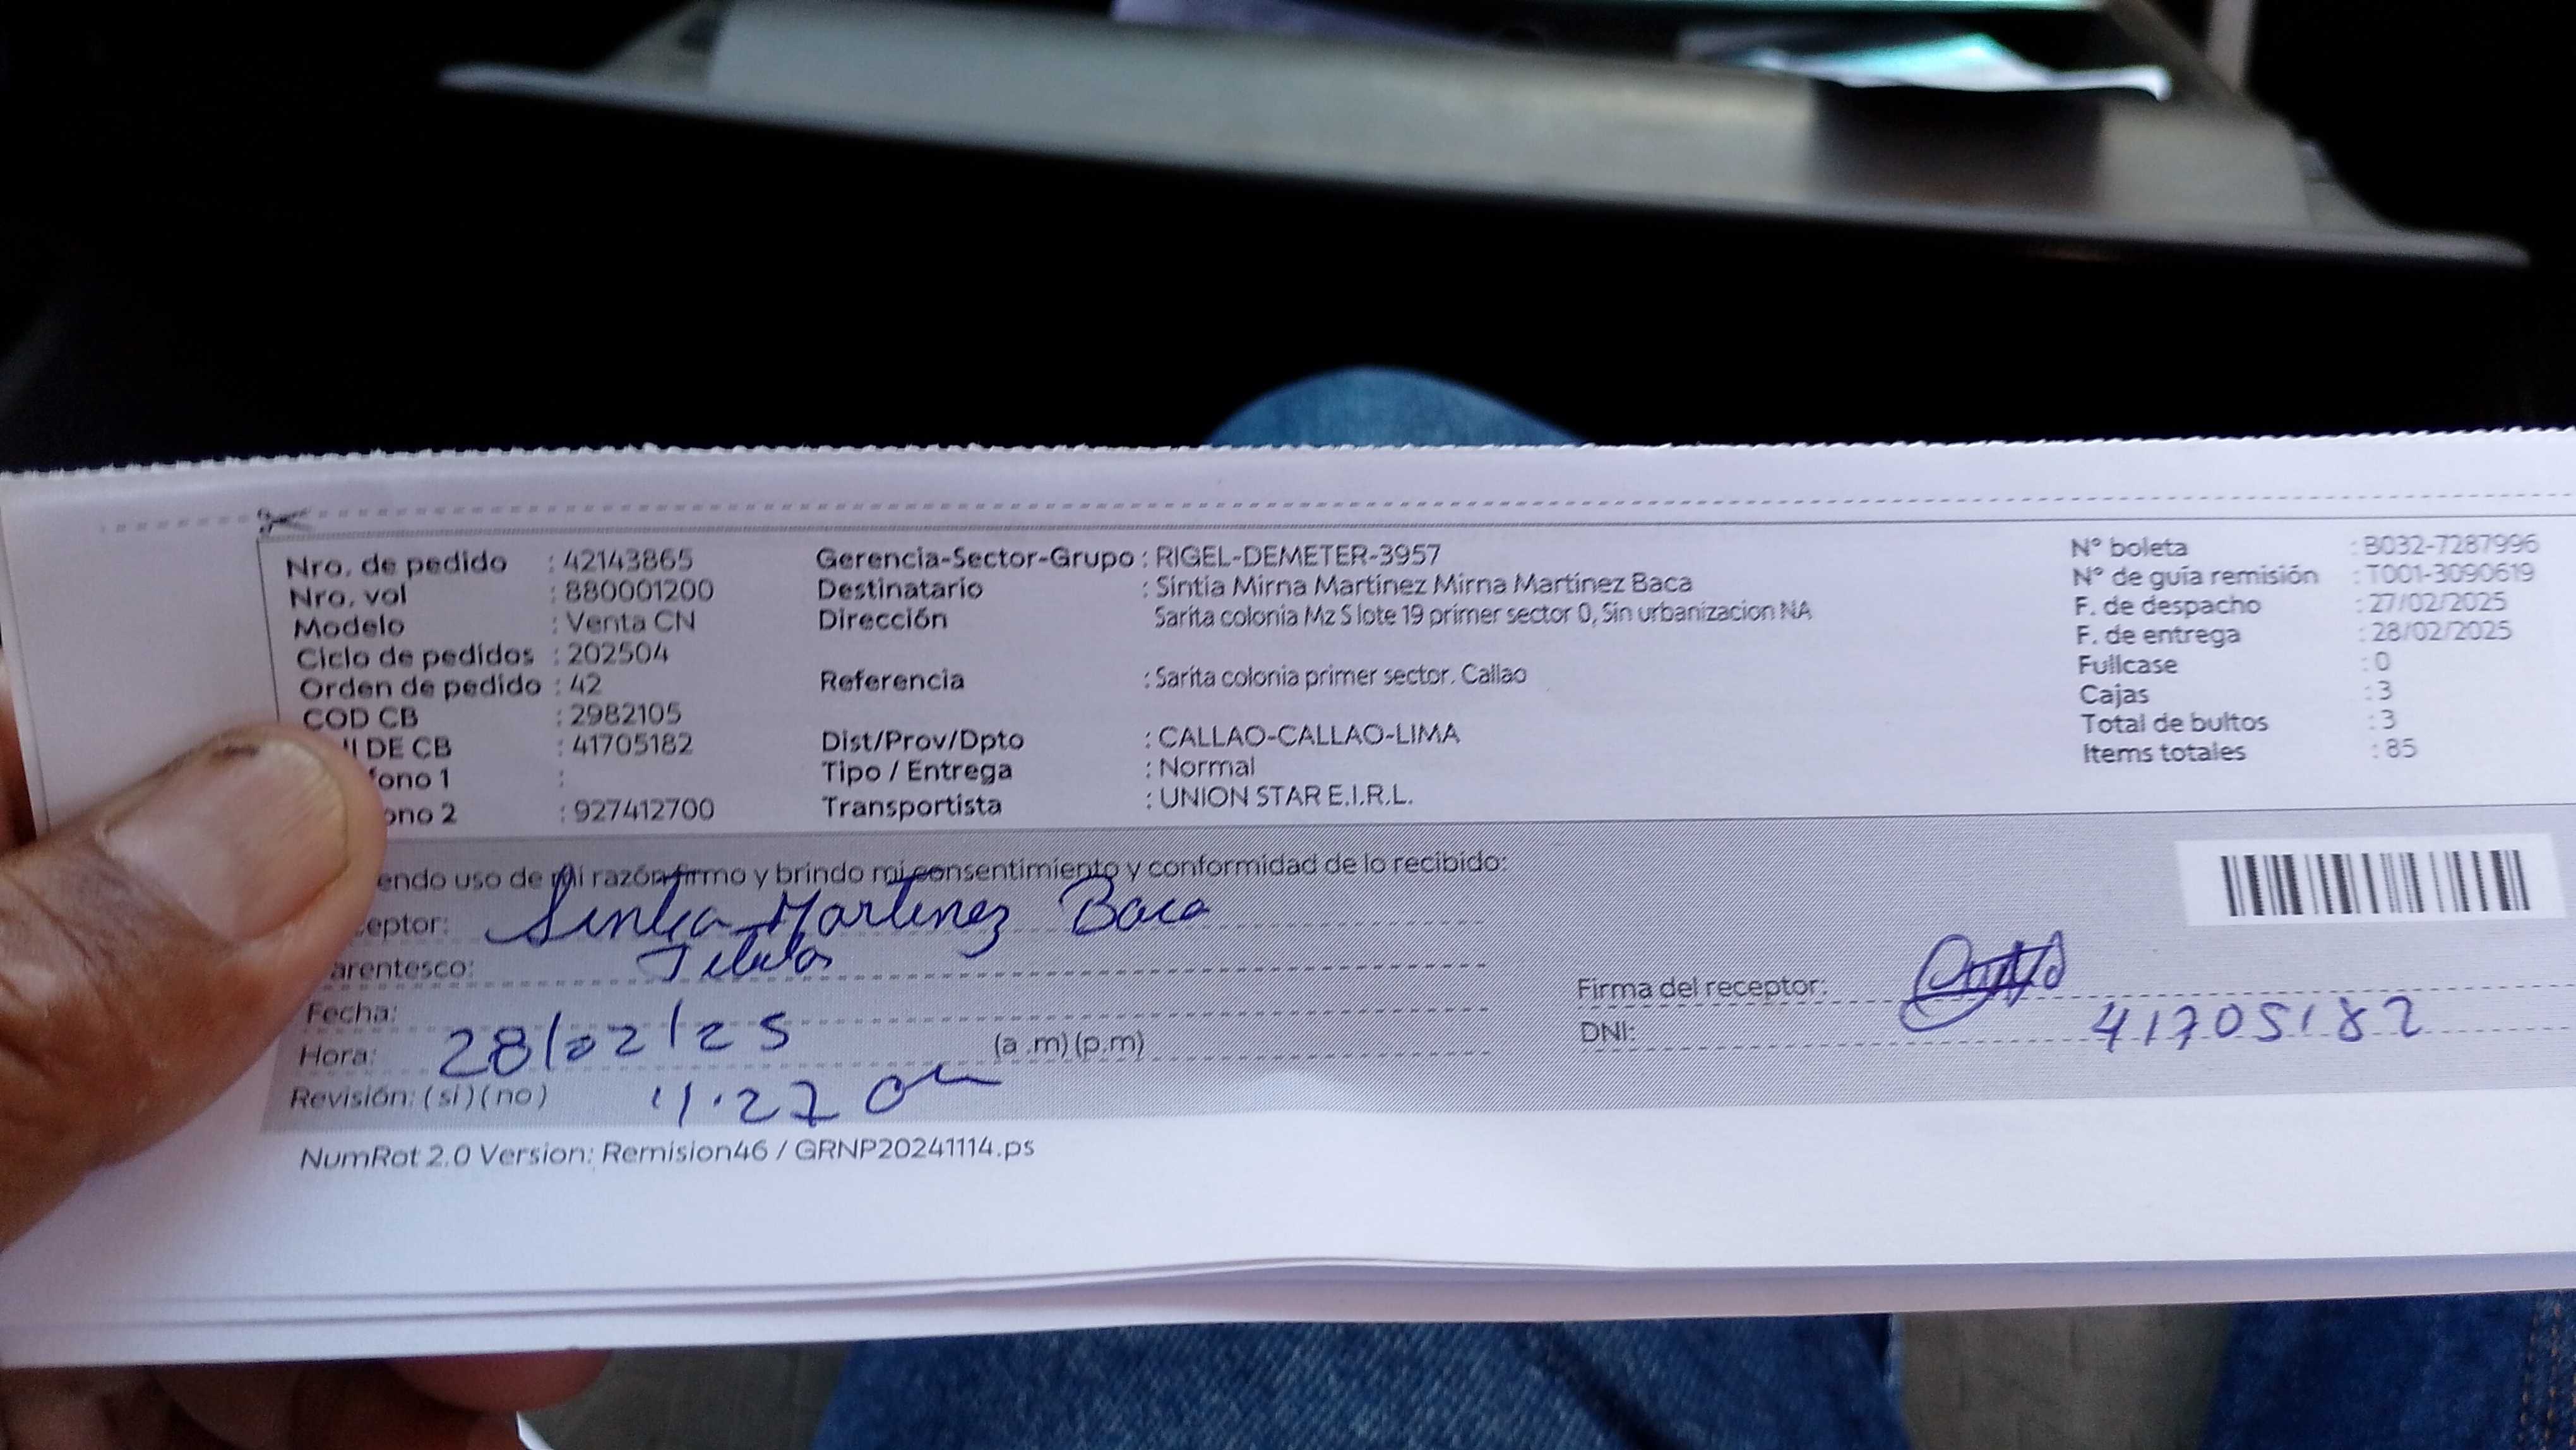 Nro. de pedido : 42143865 Gerencia-Sector-Grupo : RIGEL-DEMETER-3957 N° boleta : B032-7287996
Nro. vol : 880001200 Destinatario : Sintia Mirna Martinez Mirna Martinez Baca N° de guía remisión : T001-3090619
Modelo : Venta CN Dirección Sarita colonia Mz S lote 19 primer sector 0, Sin urbanizacion NA F. de despacho : 27/02/2025
Ciclo de pedidos : 202504 F. de entrega : 28/02/2025
Orden de pedido : 42 Referencia : Sarita colonia primer sector. Callao Fullcase : 0
COD CB : 2982105 Cajas : 3
DE CB : 41705182 Dist/Prov/Dpto : CALLAO-CALLAO-LIMA Total de bultos : 3
fono 1 : Tipo / Entrega : Normal Items totales : 85
ono 2 : 927412700 Transportista : UNION STAR E.I.R.L.
endo uso de mi razón firmo y brindo mi consentimiento y conformidad de lo recibido:
eptor: Sintia Martinez Baca
arentesco: Titular
Firma del receptor:
Fecha: 28/02/25
DNI: 41705182
Hora: 11:27 am (a .m) (p.m)
Revisión: ( si ) ( no )
NumRot 2.0 Version: Remision46 / GRNP20241114.ps